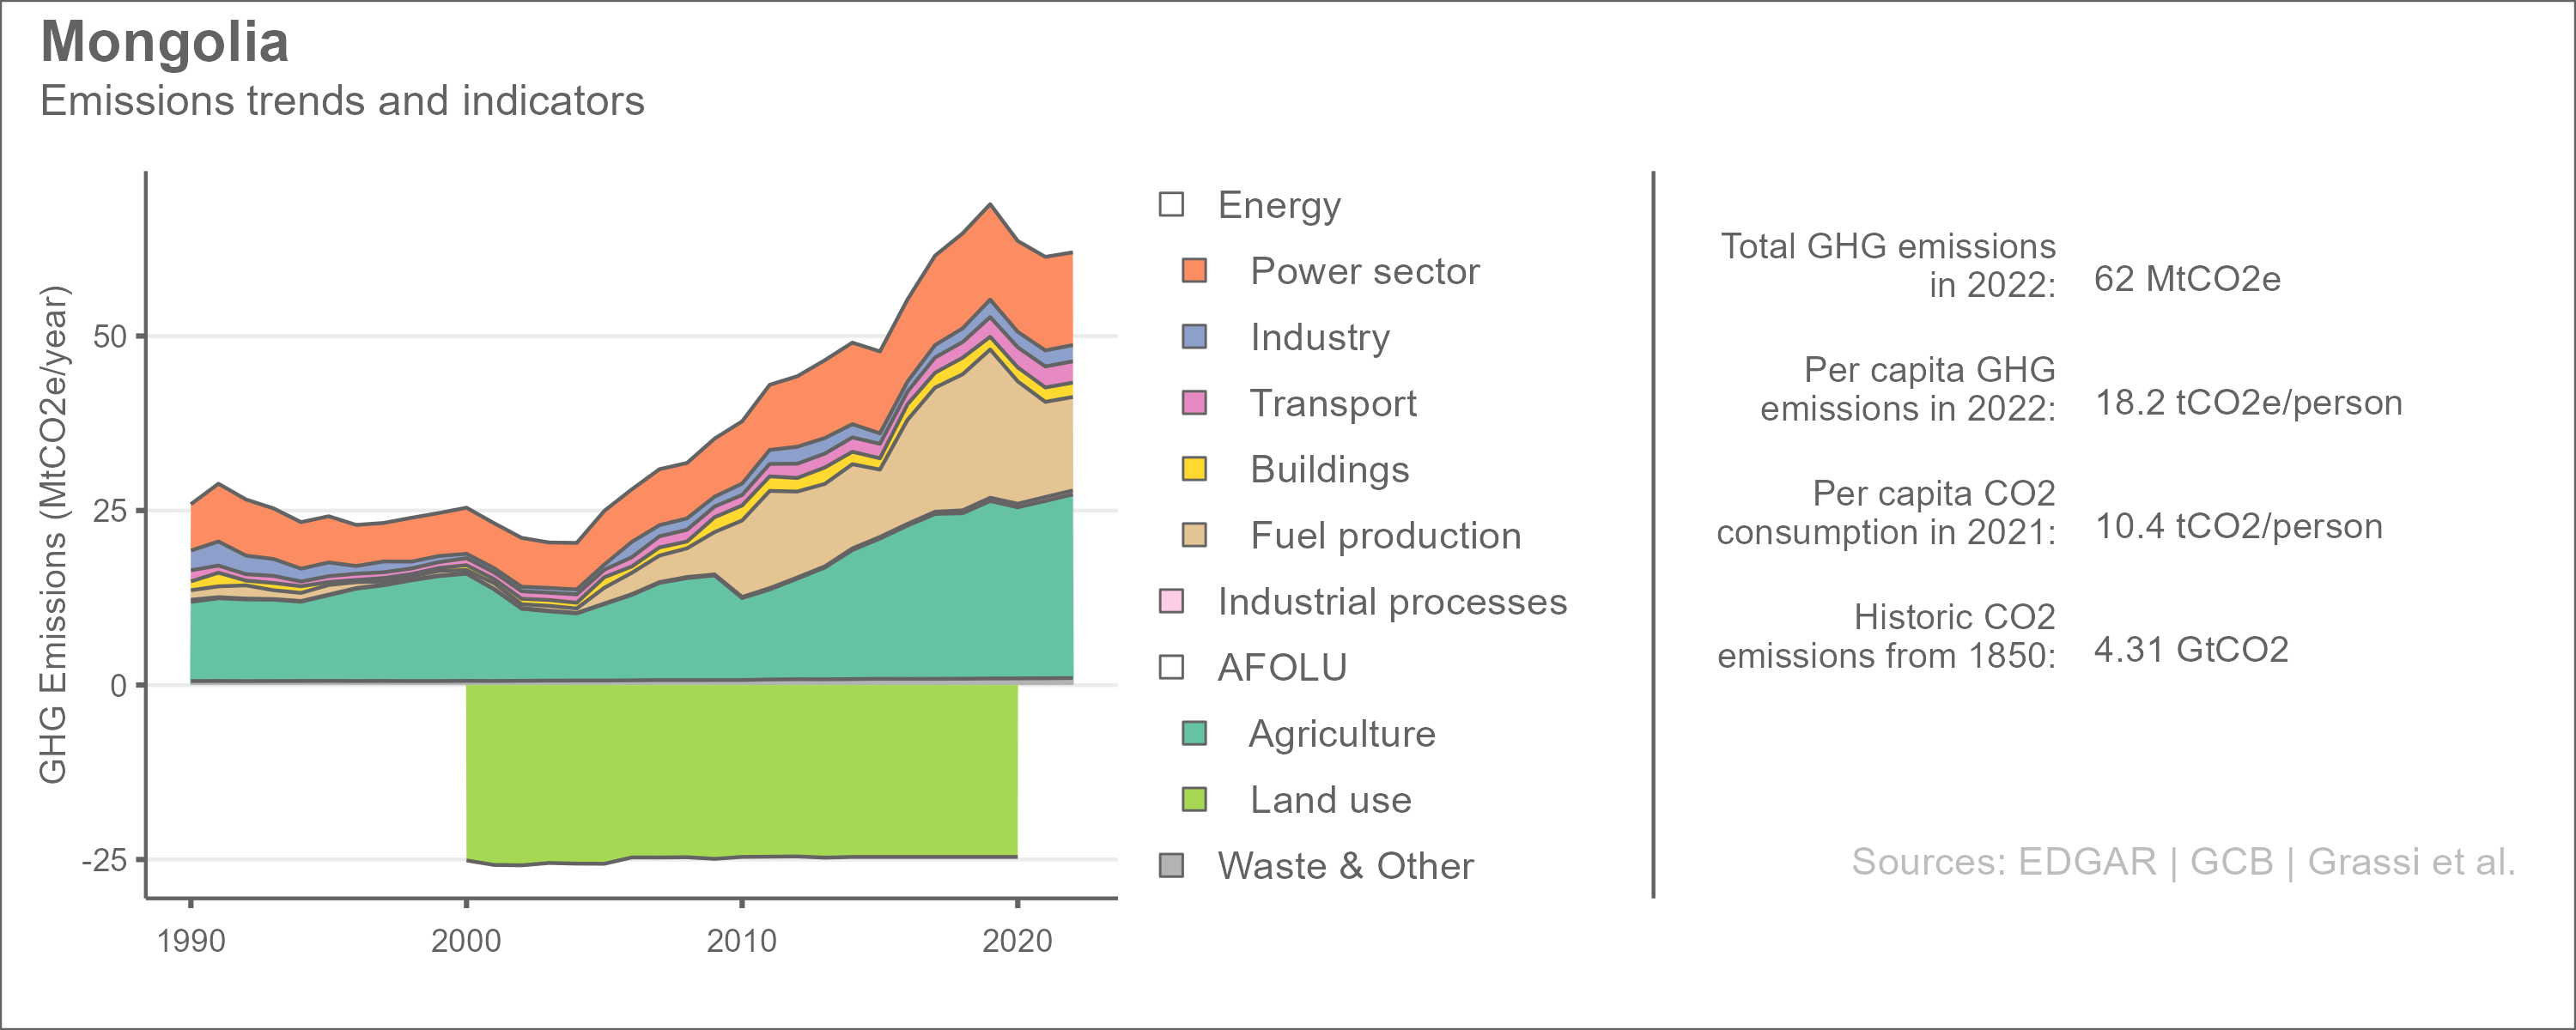 Mongolia
Emissions trends and indicators
GHG Emissions (MtCO2e/year)
50
25
0
-25
1990
2000
2010
2020
Energy
Power sector
Industry
Transport
Buildings
Fuel production
Industrial processes
AFOLU
Agriculture
Land use
Waste & Other
Total GHG emissions
in 2022:
62 MtCO2e
Per capita GHG
emissions in 2022:
18.2 tCO2e/person
Per capita CO2
consumption in 2021:
10.4 tCO2/person
Historic CO2
emissions from 1850:
4.31 GtCO2
Sources: EDGAR | GCB | Grassi et al.